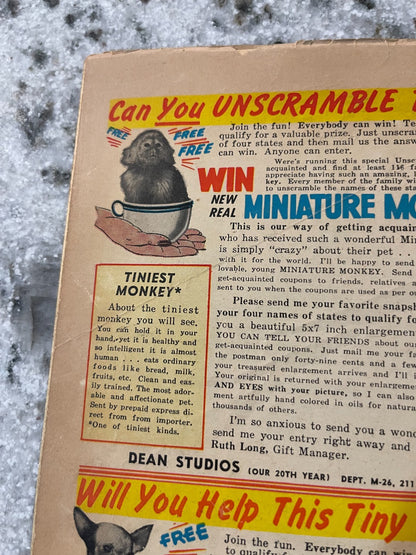 Can You UNSCRAMBLE
Join the fun! Everybody can win! Te
qualify for a valuable prize. Just unscram
of four states and then mail us the answ
can win. Anyone can enter.
FREE
FREE
FREE
Were's running this special Unscr
acquainted and find at least 156 fa
appreciate having such an amazing, l
key. Every member of the family wi
to unscramble the names of these st
WIN
NEW
REAL
MINIATURE MO
This is our way of getting acquain
who has received such a wonderful Mi
is simply "crazy" about their pet . .
with it for the world. I'll be happy to send
lovable, young MINIATURE MONKEY. Send
get-acquainted coupons to friends, relatives a
sent to you when the coupons are used as per o
TINIEST
MONKEY*
About the tiniest
monkey you will see.
You can hold it in your
hand, yet it is healthy and
so intelligent it is almost
human . . . eats ordinary
foods like bread, milk,
fruits, etc. Clean and eas-
ily trained. The most ador-
able and affectionate pet.
Sent by prepaid express di-
rect from from importer.
*One of tiniest kinds.
Please send me your favorite snapsh
your four names of states to qualify fo
you a beautiful 5x7 inch enlargemen
YOU CAN TELL YOUR FRIENDS about our
get-acquainted coupons. Just mail me your f
the postman only forty-nine cents and a few
your treasured enlargement arrives and I'll i
Your original is returned with your enlargem
AND EYES with your picture, so I can also
ment artfully hand colored in oils for natur
thousands of others.
I'm so anxious to send you a wond
send me your entry right away and
Ruth Long, Gift Manager.
DEAN STUDIOS (OUR 20TH YEAR) DEPT. M-26, 211
Will You Help This Tiny
FREE
Join the fun. Everybody can w